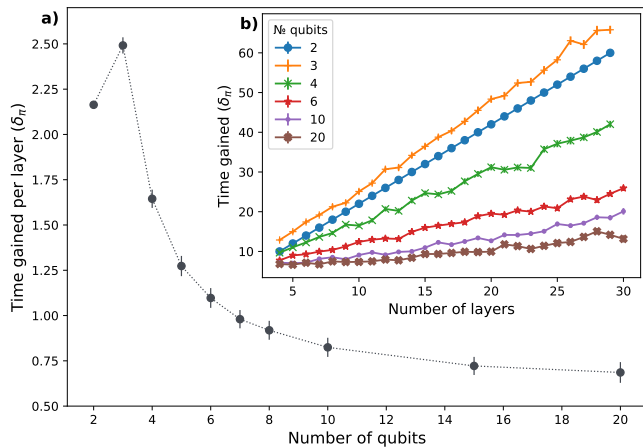 a)
Time gained per layer (δπ)
2.50
2.25
2.00
1.75
1.50
1.25
1.00
0.75
0.50
2 4 6 8 10 12 14 16 18 20
Number of qubits
b)
Time gained (δπ)
60
50
40
30
20
10
№ qubits
2
3
4
6
10
20
5 10 15 20 25 30
Number of layers